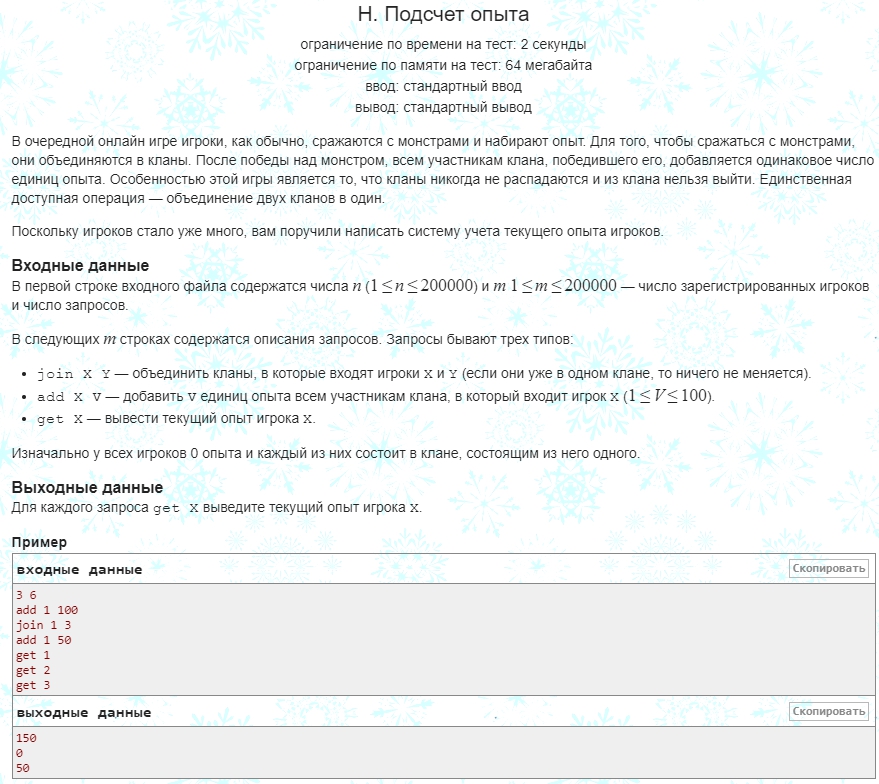 Н. Подсчет опыта
ограничение по времени на тест: 2 секунды
ограничение по памяти на тест: 64 мегабайта
ввод: стандартный ввод
вывод: стандартный вывод
В очередной онлайн игре игроки, как обычно, сражаются с монстрами и набирают опыт. Для того, чтобы сражаться с монстрами,
они объединяются в кланы. После победы над монстром, всем участникам клана, победившего его, добавляется одинаковое число
единиц опыта. Особенностью этой игры является то, что кланы никогда не распадаются и из клана нельзя выйти. Единственная
доступная операция — объединение двух кланов в один.
Поскольку игроков стало уже много, вам поручили написать систему учета текущего опыта игроков.
Входные данные
В первой строке входного файла содержатся числа n (1 ≤ n ≤ 200000) и m 1 ≤ m ≤ 200000 — число зарегистрированных игроков
и число запросов.
В следующих m строках содержатся описания запросов. Запросы бывают трех типов:
• join X Y — объединить кланы, в которые входят игроки X и Y (если они уже в одном клане, то ничего не меняется).
• add X V — добавить V единиц опыта всем участникам клана, в который входит игрок X (1 ≤ V ≤ 100).
• get X — вывести текущий опыт игрока X.
Изначально у всех игроков 0 опыта и каждый из них состоит в клане, состоящим из него одного.
Выходные данные
Для каждого запроса get X выведите текущий опыт игрока X.
Пример
входные данные
Скопировать
3 6
add 1 100
join 1 3
add 1 50
get 1
get 2
get 3
выходные данные
Скопировать
150
0
50